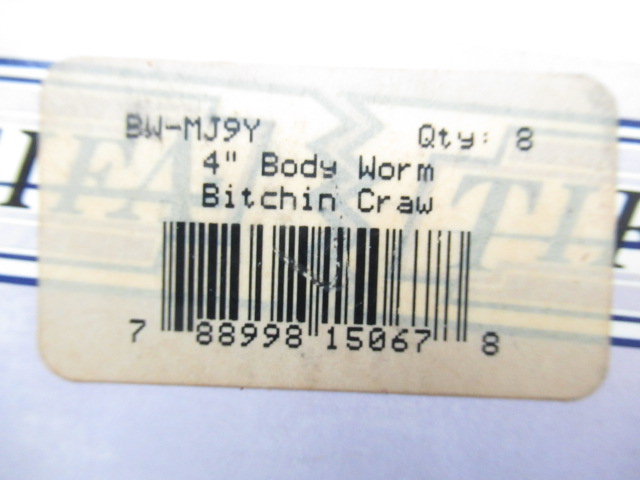 BW-MJ9Y Qty: 8
4" Body Worm
Bitchin Craw
7 88998 15067 8